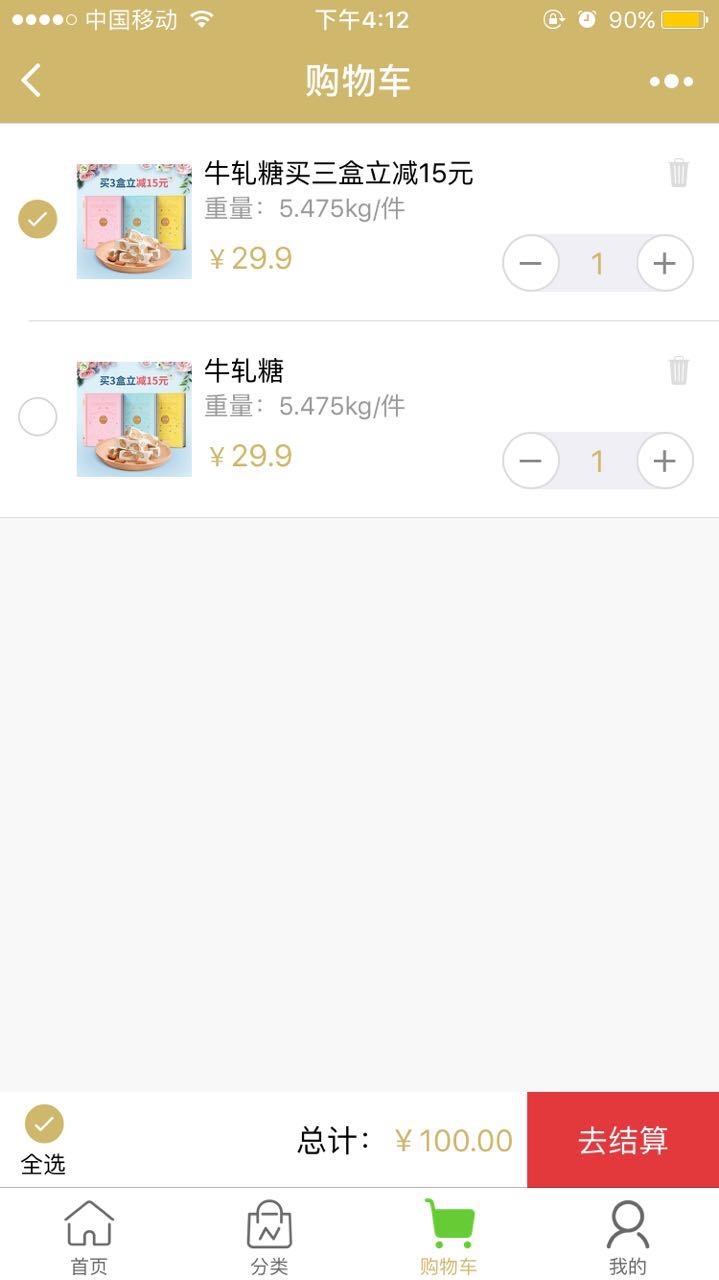 中国移动 下午4:12 90%
购物车
牛轧糖买三盒立减15元
买3盒立减15元
重量：5.475kg/件
￥29.9
1
牛轧糖
买3盒立减15元
重量：5.475kg/件
￥29.9
1
总计：￥100.00 去结算
全选
首页 分类 购物车 我的